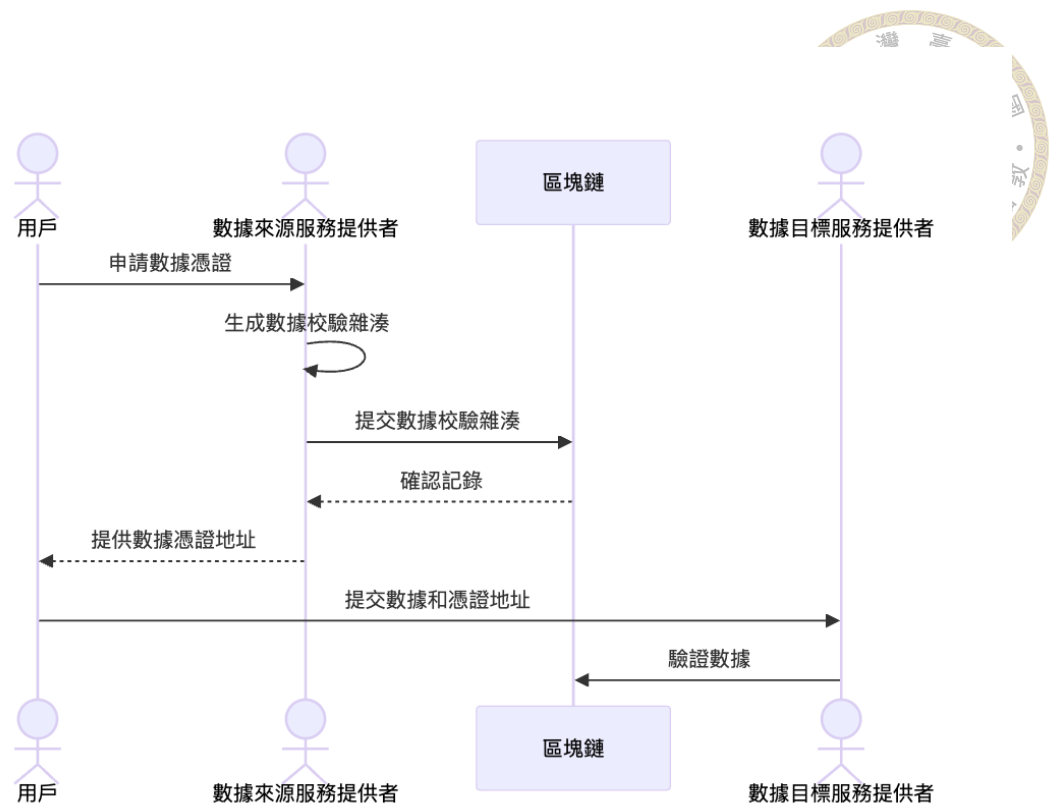 灣 臺
區塊鏈
用戶
數據來源服務提供者
數據目標服務提供者
申請數據憑證
生成數據校驗雜湊
提交數據校驗雜湊
確認記錄
提供數據憑證地址
提交數據和憑證地址
驗證數據
區塊鏈
用戶
數據來源服務提供者
數據目標服務提供者